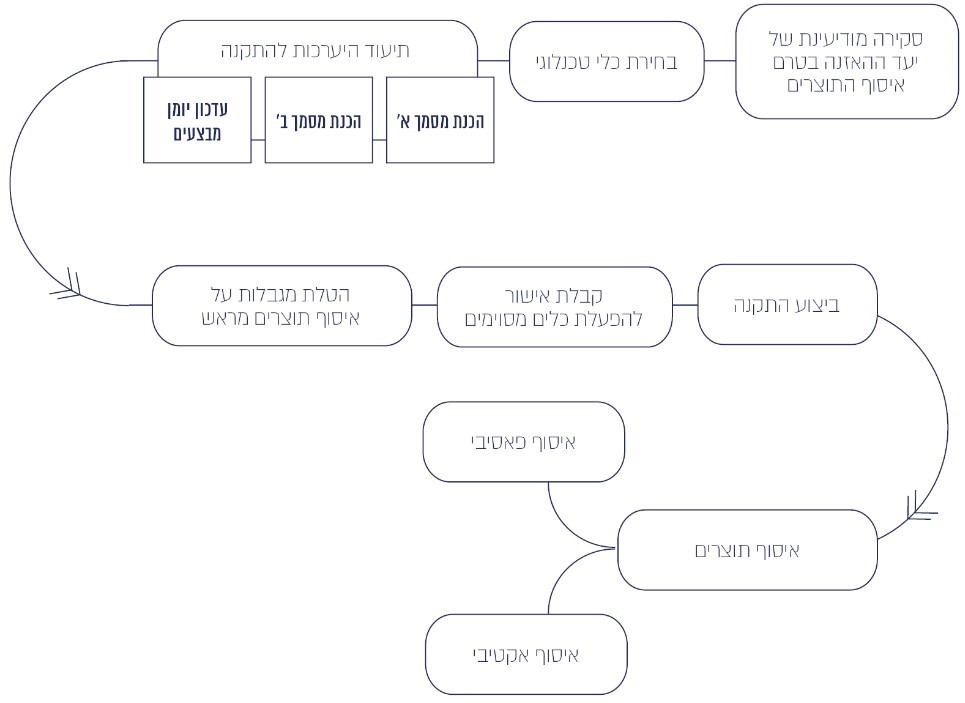 סקירה מודיעינת של
יעד ההאזנה בטרם
איסוף התוצרים
בחירת כלי טכנלוגי
תיעוד היערכות להתקנה
הכנת מסמך א'
הכנת מסמך ב'
עדכון יומן
מבצעים
הטלת מגבלות על
איסוף תוצרים מראש
קבלת אישור
להפעלת כלים מסוימים
ביצוע התקנה
איסוף תוצרים
איסוף פאסיבי
איסוף אקטיבי